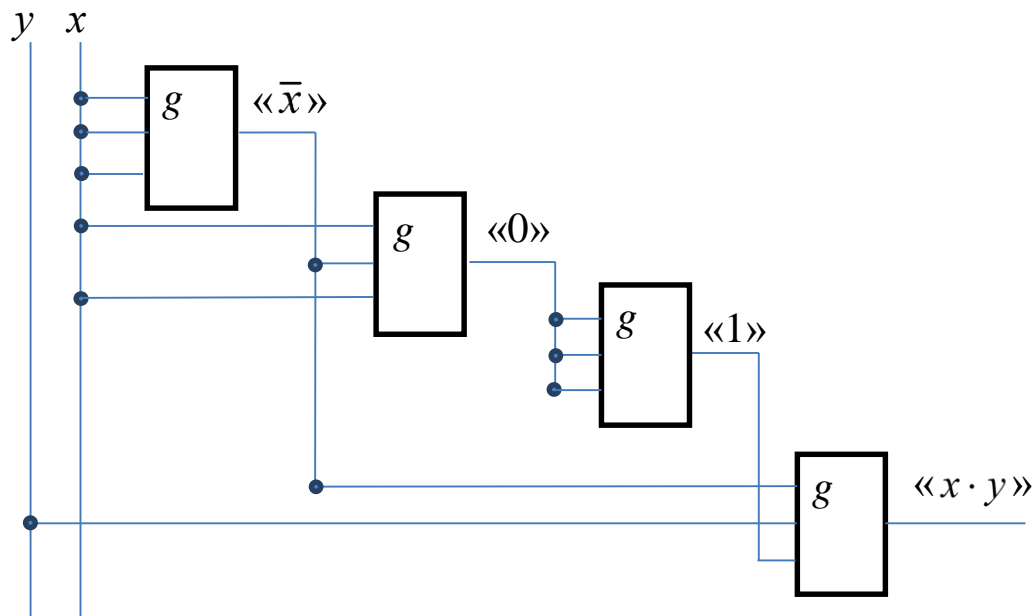 y x
g «x̅»
g «0»
g «1»
g «x · y»